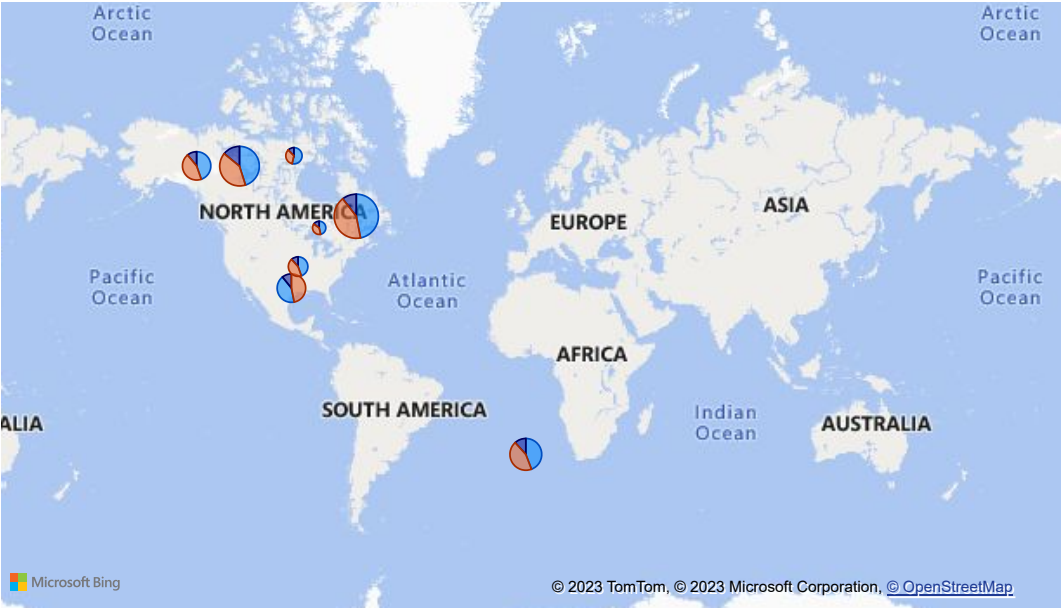 Arctic
Ocean
Arctic
Ocean
NORTH AMERICA
EUROPE
ASIA
Pacific
Ocean
Atlantic
Ocean
Pacific
Ocean
AFRICA
SOUTH AMERICA
Indian
Ocean
ALIA
AUSTRALIA
Microsoft Bing
© 2023 TomTom, © 2023 Microsoft Corporation, © OpenStreetMap